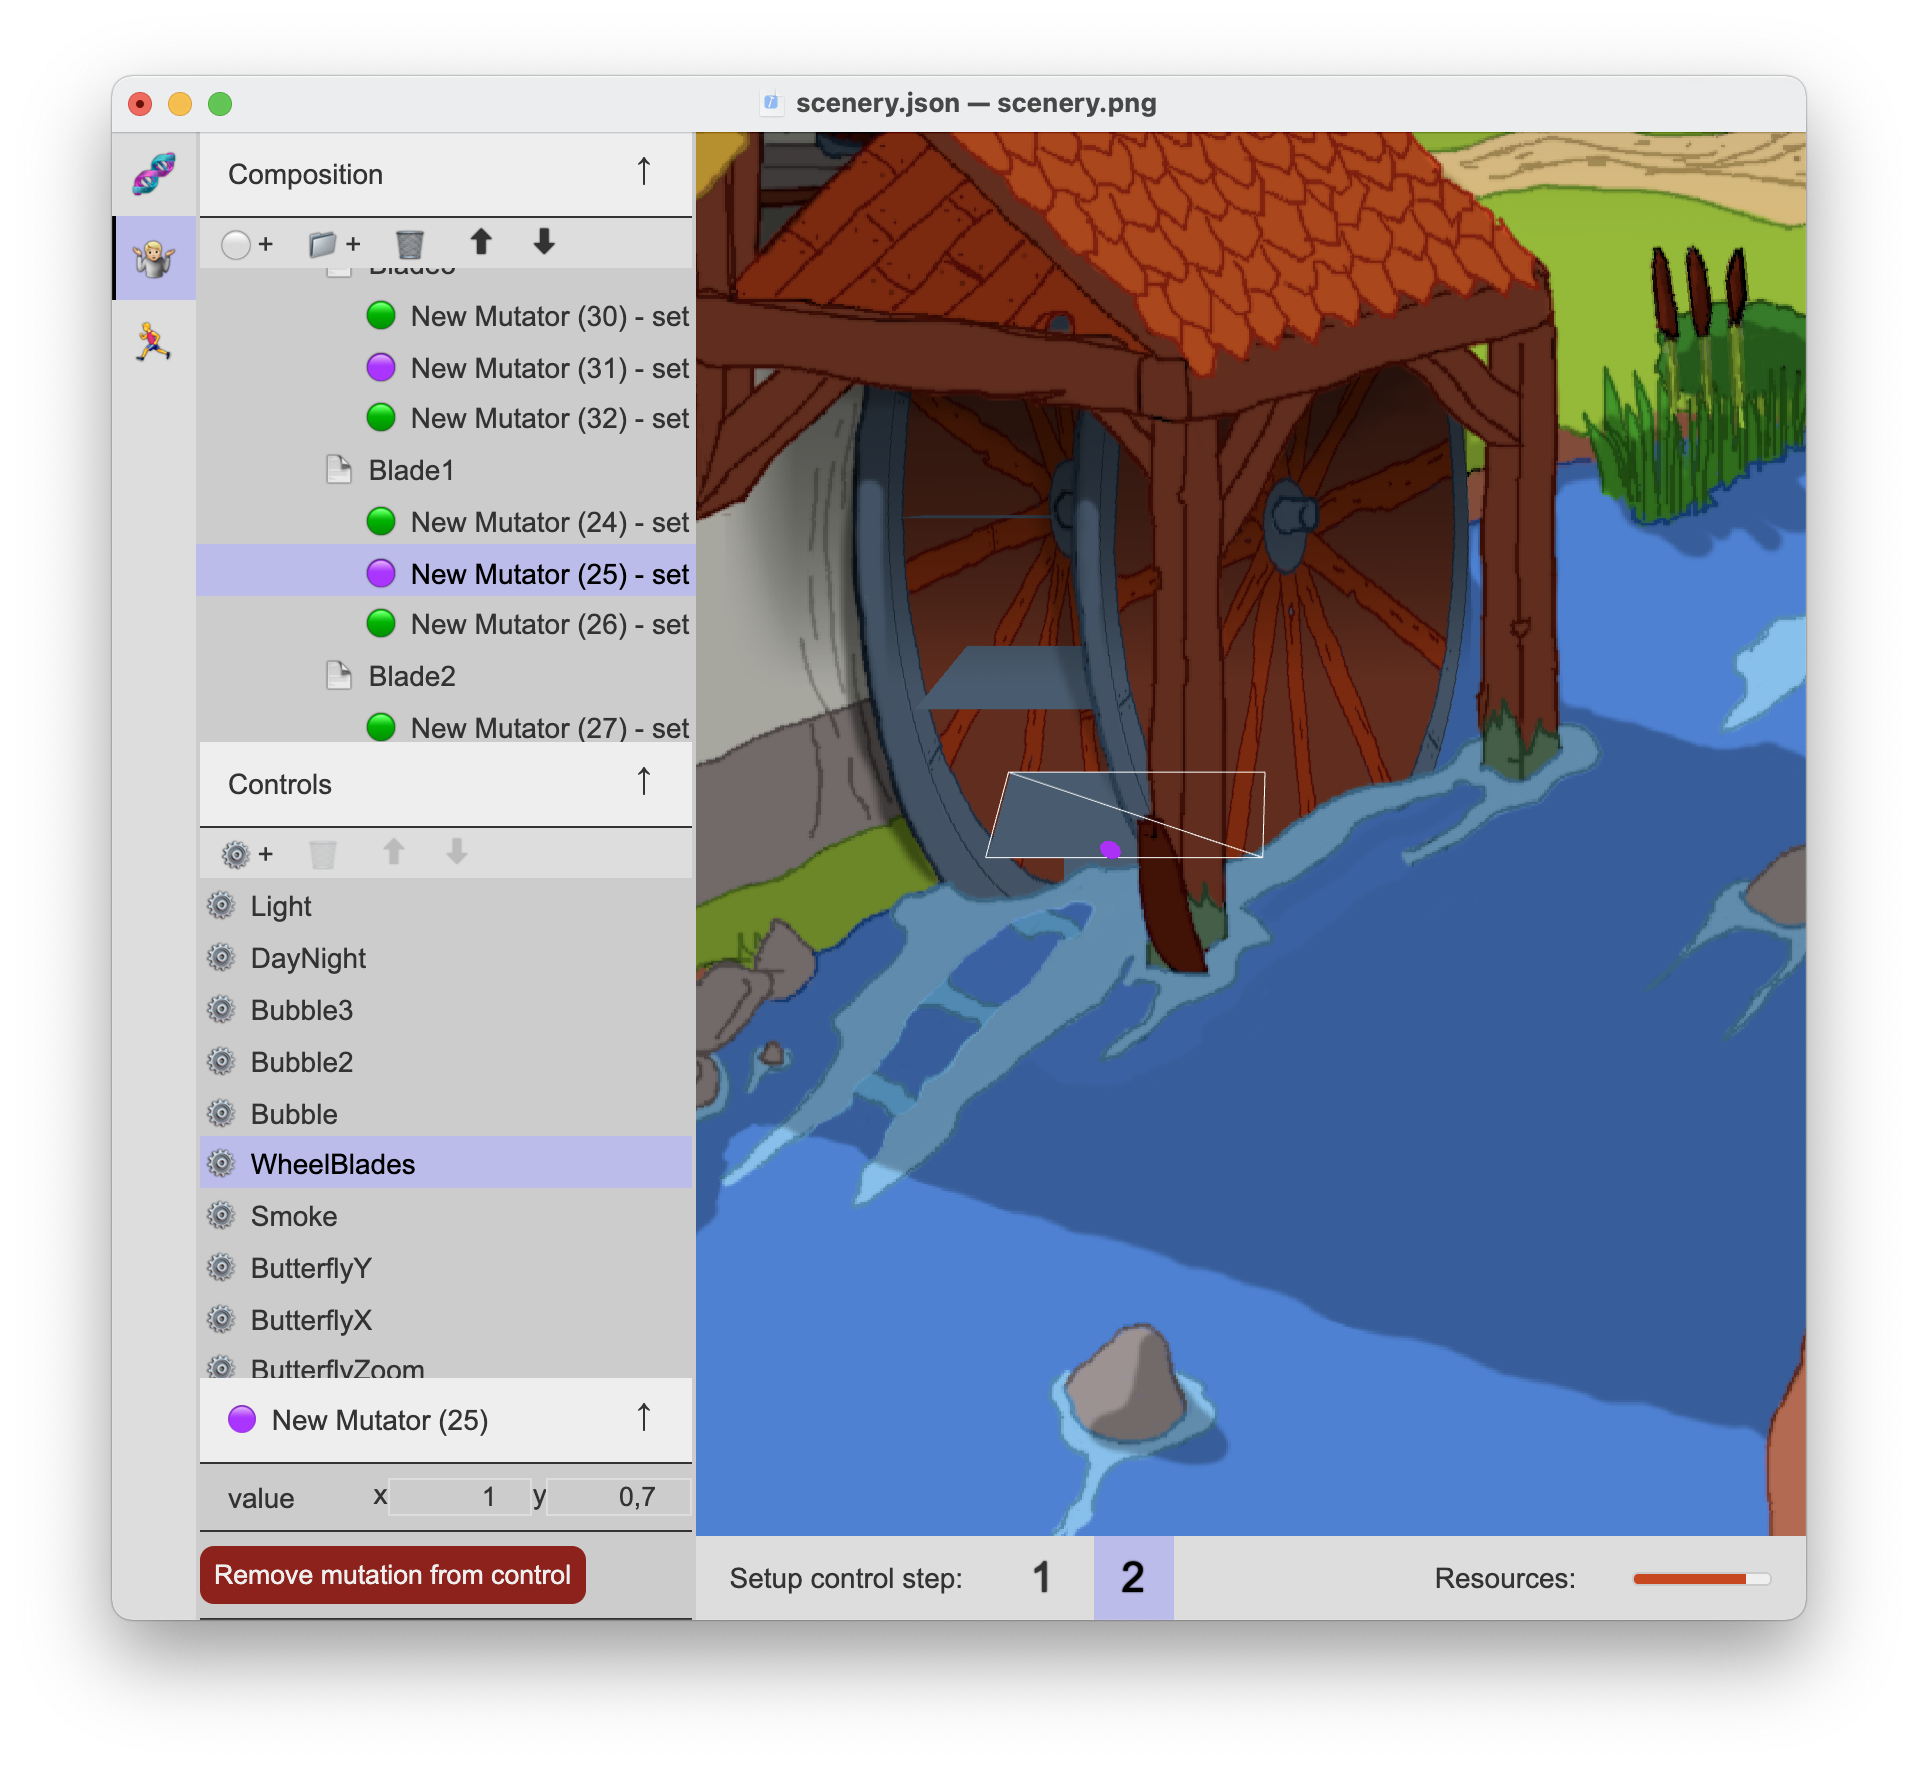 scenery.json — scenery.png
Composition ↑
+ +
New Mutator (30) - set
New Mutator (31) - set
New Mutator (32) - set
Blade1
New Mutator (24) - set
New Mutator (25) - set
New Mutator (26) - set
Blade2
New Mutator (27) - set
Controls ↑
+
Light
DayNight
Bubble3
Bubble2
Bubble
WheelBlades
Smoke
ButterflyY
ButterflyX
ButterflyZoom
New Mutator (25) ↑
value x 1 y 0,7
Remove mutation from control
Setup control step: 1 2 Resources: